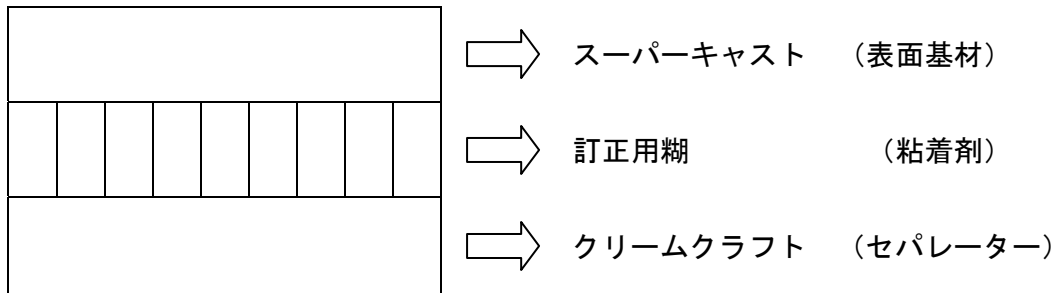 スーパーキャスト （表面基材）
訂正用糊 （粘着剤）
クリームクラフト （セパレーター）